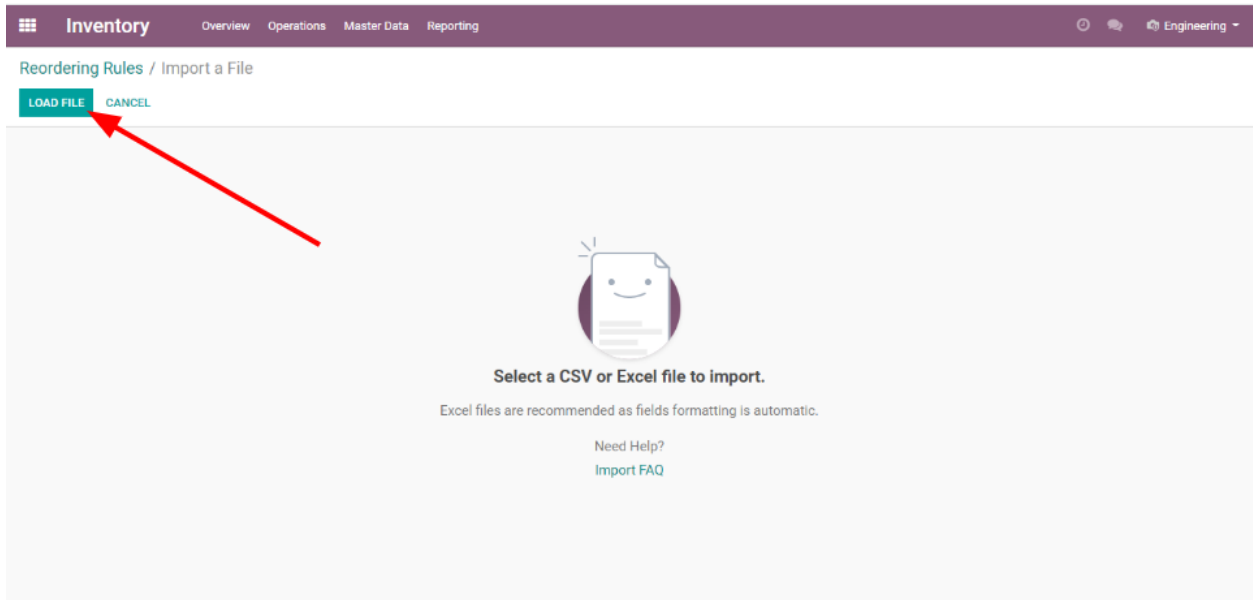 Inventory Overview Operations Master Data Reporting Engineering
Reordering Rules / Import a File
LOAD FILE CANCEL
Select a CSV or Excel file to import.
Excel files are recommended as fields formatting is automatic.
Need Help?
Import FAQ